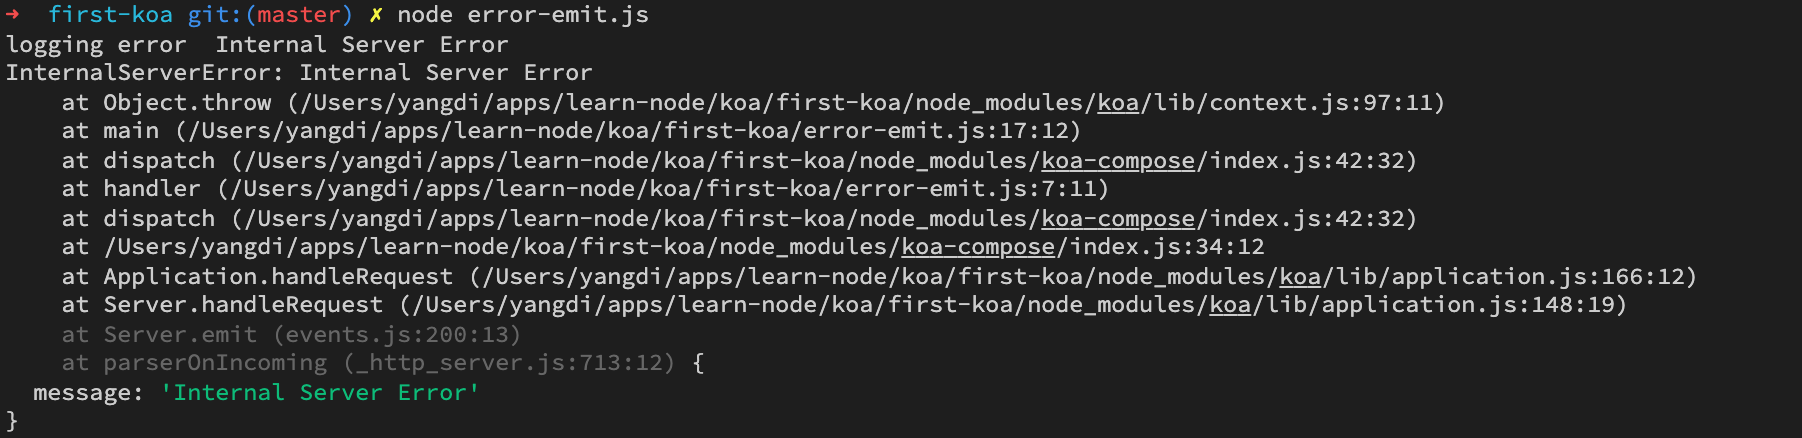 ➜  first-koa git:(master) ✗ node error-emit.js
logging error  Internal Server Error
InternalServerError: Internal Server Error
    at Object.throw (/Users/yangdi/apps/learn-node/koa/first-koa/node_modules/koa/lib/context.js:97:11)
    at main (/Users/yangdi/apps/learn-node/koa/first-koa/error-emit.js:17:12)
    at dispatch (/Users/yangdi/apps/learn-node/koa/first-koa/node_modules/koa-compose/index.js:42:32)
    at handler (/Users/yangdi/apps/learn-node/koa/first-koa/error-emit.js:7:11)
    at dispatch (/Users/yangdi/apps/learn-node/koa/first-koa/node_modules/koa-compose/index.js:42:32)
    at /Users/yangdi/apps/learn-node/koa/first-koa/node_modules/koa-compose/index.js:34:12
    at Application.handleRequest (/Users/yangdi/apps/learn-node/koa/first-koa/node_modules/koa/lib/application.js:166:12)
    at Server.handleRequest (/Users/yangdi/apps/learn-node/koa/first-koa/node_modules/koa/lib/application.js:148:19)
    at Server.emit (events.js:200:13)
    at parserOnIncoming (_http_server.js:713:12) {
  message: 'Internal Server Error'
}